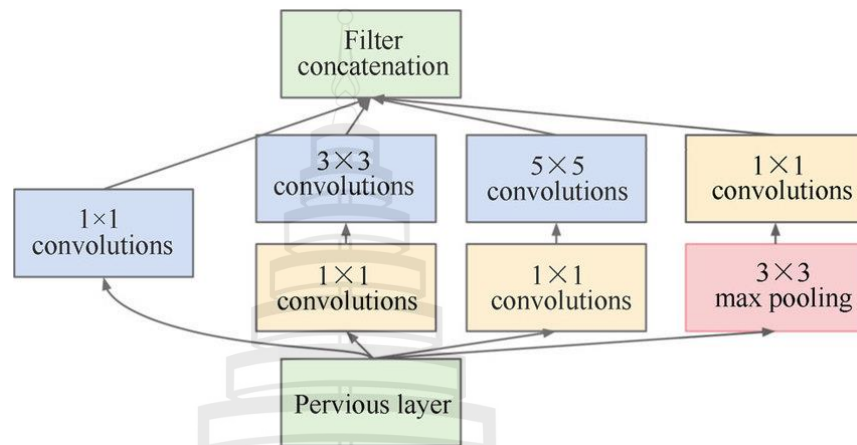 Filter
concatenation
3×3
convolutions
5×5
convolutions
1×1
convolutions
1×1
convolutions
1×1
convolutions
1×1
convolutions
3×3
max pooling
Pervious layer